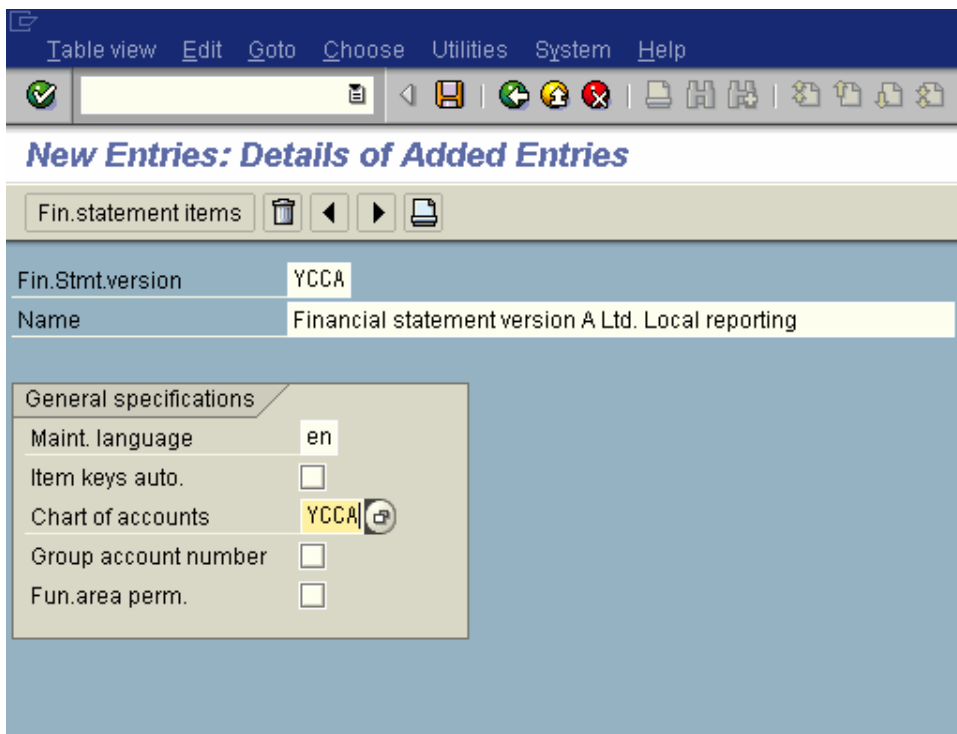 Table view Edit Goto Choose Utilities System Help
New Entries: Details of Added Entries
Fin.statement items
Fin.Stmt.version YCCA
Name Financial statement version A Ltd. Local reporting
General specifications
Maint. language en
Item keys auto.
Chart of accounts YCCA
Group account number
Fun.area perm.